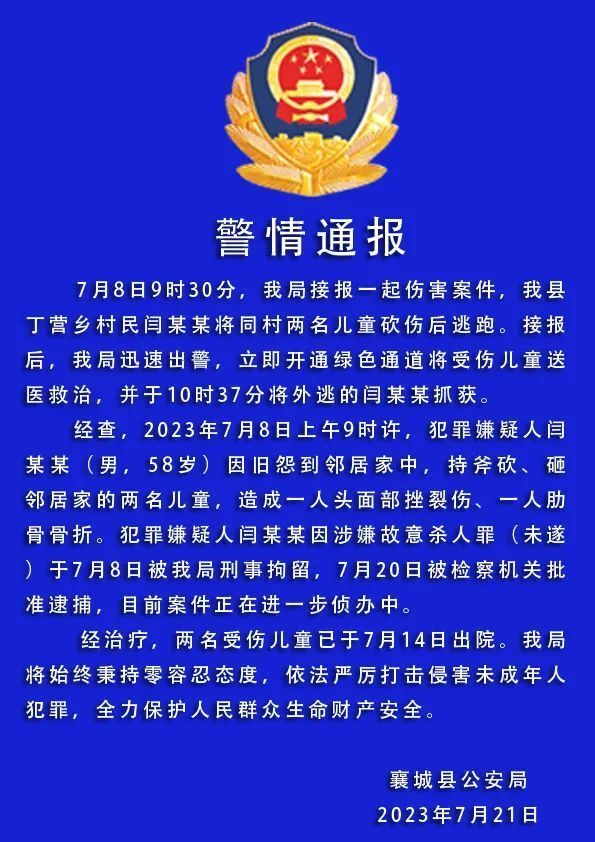 警情通报
7月8日9时30分，我局接报一起伤害案件，我县
丁营乡村民闫某某将同村两名儿童砍伤后逃跑。接报
后，我局迅速出警，立即开通绿色通道将受伤儿童送
医救治，并于10时37分将外逃的闫某某抓获。
经查，2023年7月8日上午9时许，犯罪嫌疑人闫
某某（男，58岁）因旧怨到邻居家中，持斧砍、砸
邻居家的两名儿童，造成一人头面部挫裂伤、一人肋
骨骨折。犯罪嫌疑人闫某某因涉嫌故意杀人罪（未遂
）于7月8日被我局刑事拘留，7月20日被检察机关批
准逮捕，目前案件正在进一步侦办中。
经治疗，两名受伤儿童已于7月14日出院。我局
将始终秉持零容忍态度，依法严厉打击侵害未成年人
犯罪，全力保护人民群众生命财产安全。
襄城县公安局
2023年7月21日